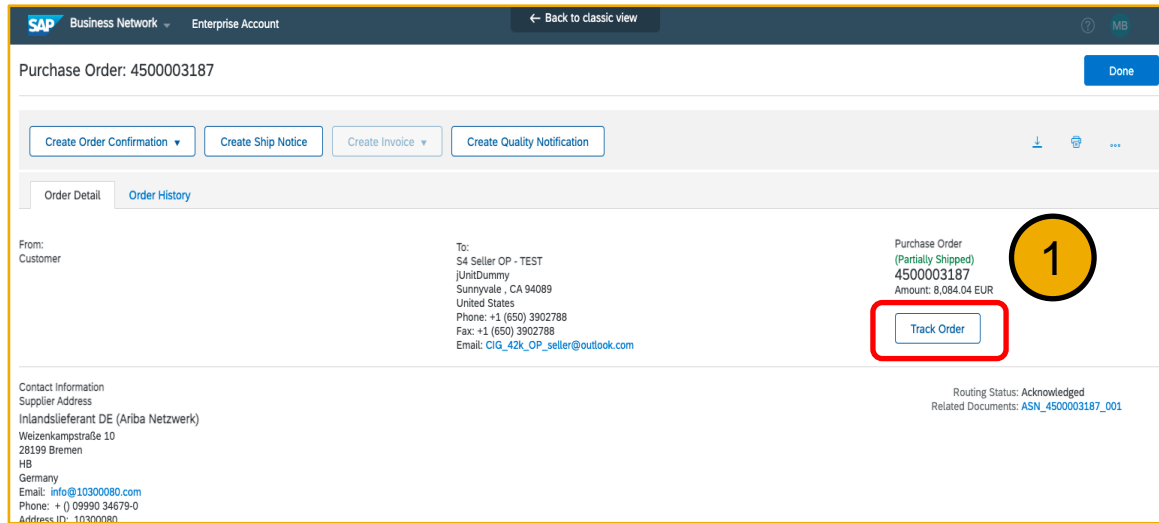 SAP Business Network Enterprise Account ← Back to classic view ? MB
Purchase Order: 4500003187 Done
Create Order Confirmation ▼ Create Ship Notice Create Invoice ▼ Create Quality Notification ...
Order Detail Order History
From:
Customer
To:
S4 Seller OP - TEST
jUnitDummy
Sunnyvale , CA 94089
United States
Phone: +1 (650) 3902788
Fax: +1 (650) 3902788
Email: CIG_42k_OP_seller@outlook.com
Purchase Order
(Partially Shipped)
4500003187
Amount: 8,084.04 EUR
Track Order
1
Contact Information
Supplier Address
Inlandslieferant DE (Ariba Netzwerk)
Weizenkampstraße 10
28199 Bremen
HB
Germany
Email: info@10300080.com
Phone: + () 09990 34679-0
Address ID: 10300080
Routing Status: Acknowledged
Related Documents: ASN_4500003187_001